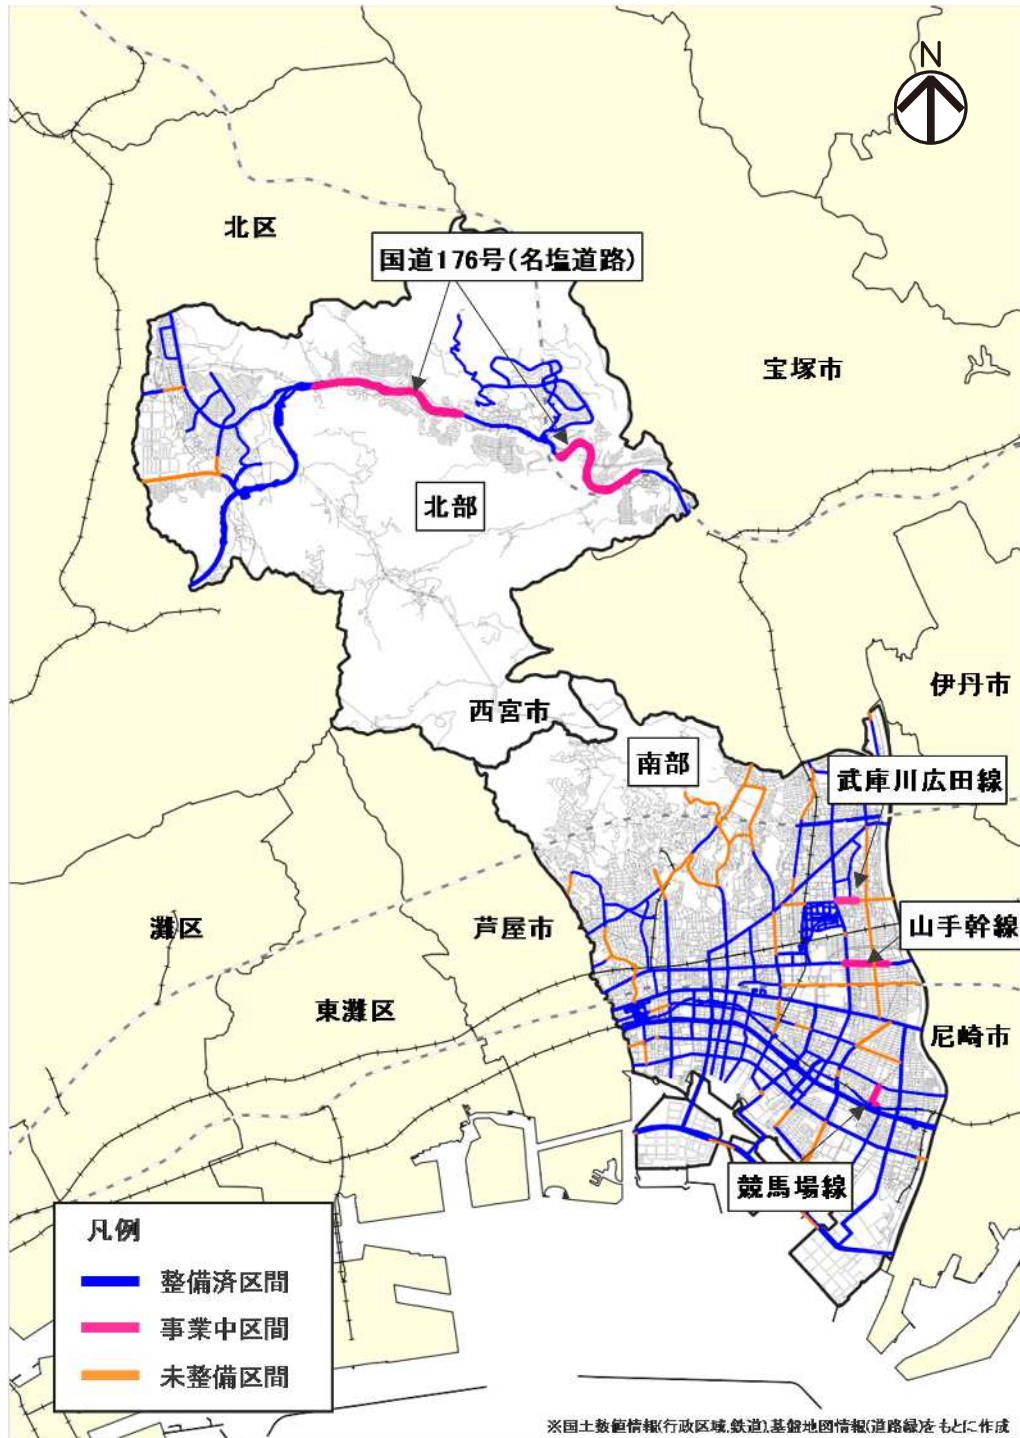 N
北区
国道176号(名塩道路)
宝塚市
北部
伊丹市
西宮市
南部
武庫川広田線
灘区
芦屋市
山手幹線
東灘区
尼崎市
競馬場線
凡例
整備済区間
事業中区間
未整備区間
※国土数値情報(行政区域,鉄道),基盤地図情報(道路縁)をもとに作成